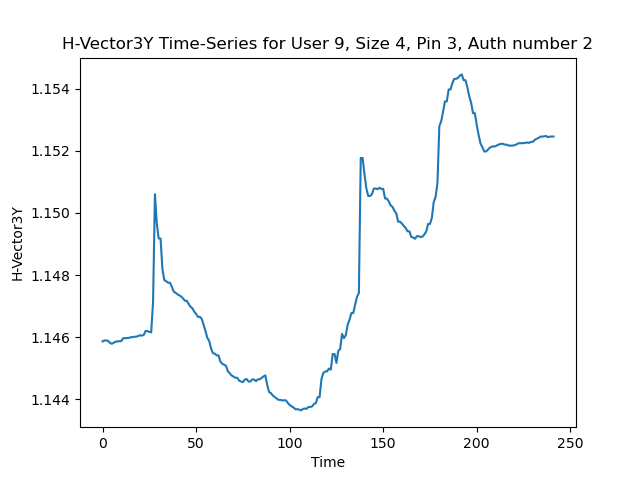 H-Vector3Y Time-Series for User 9, Size 4, Pin 3, Auth number 2
1.154
1.152
1.150
1.148
1.146
1.144
H-Vector3Y
0 50 100 150 200 250
Time